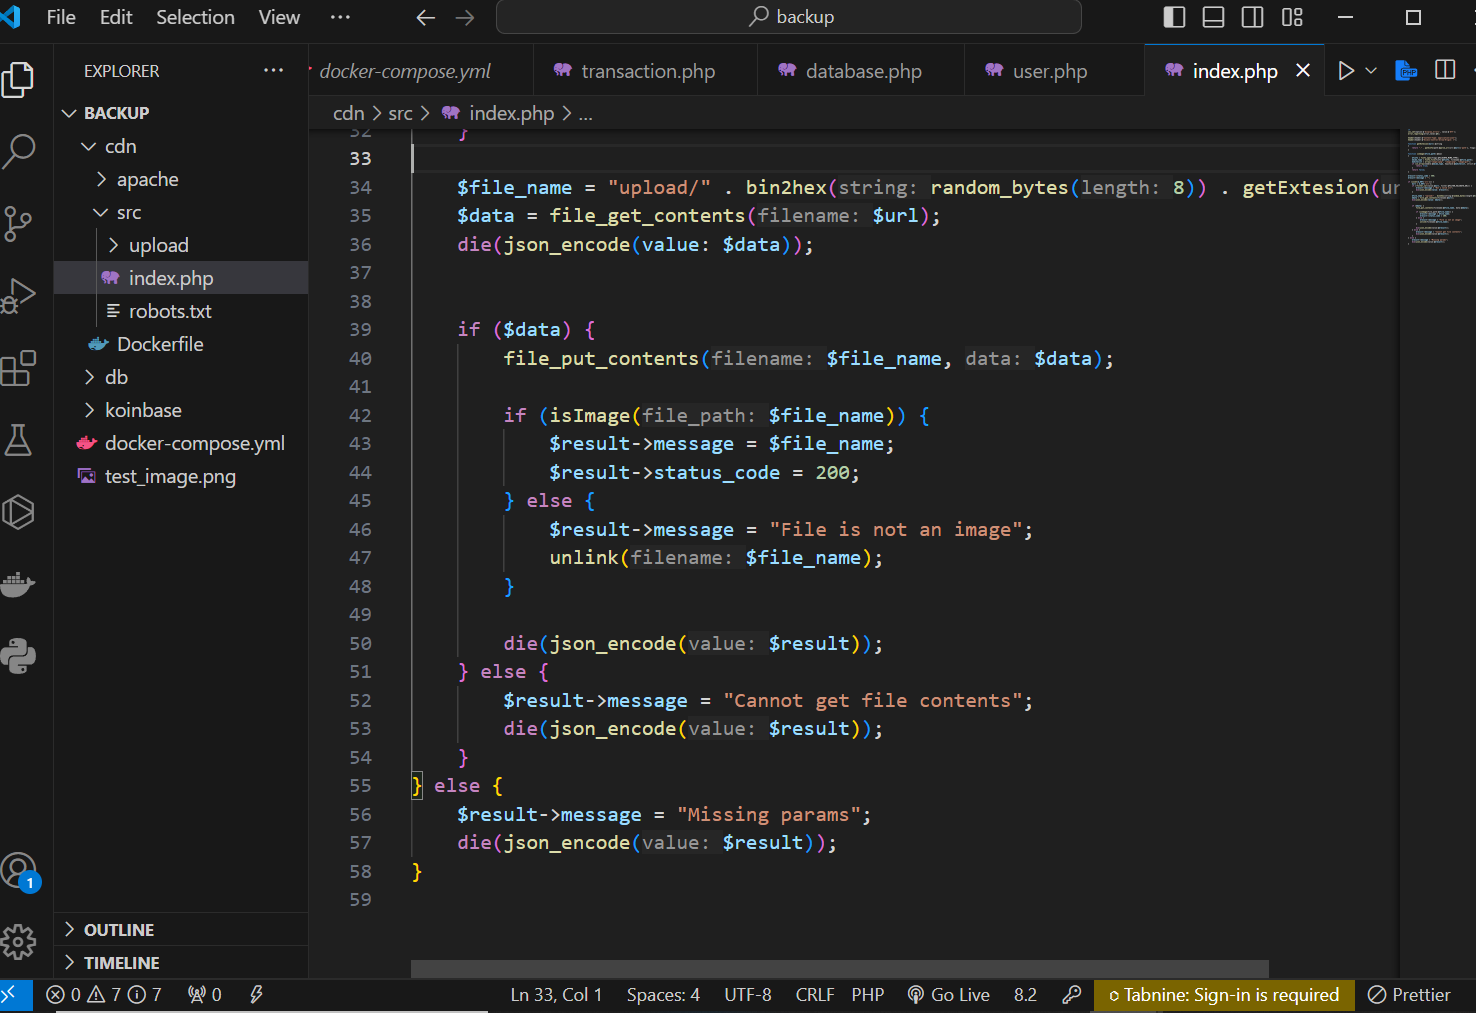 File Edit Selection View ··· backup
EXPLORER ···
BACKUP
cdn
apache
src
upload
index.php
robots.txt
Dockerfile
db
koinbase
docker-compose.yml
test_image.png
OUTLINE
TIMELINE
docker-compose.yml transaction.php database.php user.php index.php
cdn > src > index.php > ...
32 }
33
34 $file_name = "upload/" . bin2hex(string: random_bytes(length: 8)) . getExtesion(ur
35 $data = file_get_contents(filename: $url);
36 die(json_encode(value: $data));
37
38
39 if ($data) {
40 file_put_contents(filename: $file_name, data: $data);
41
42 if (isImage(file_path: $file_name)) {
43 $result->message = $file_name;
44 $result->status_code = 200;
45 } else {
46 $result->message = "File is not an image";
47 unlink(filename: $file_name);
48 }
49
50 die(json_encode(value: $result));
51 } else {
52 $result->message = "Cannot get file contents";
53 die(json_encode(value: $result));
54 }
55 } else {
56 $result->message = "Missing params";
57 die(json_encode(value: $result));
58 }
59
1
0 7 7 0 Ln 33, Col 1 Spaces: 4 UTF-8 CRLF PHP Go Live 8.2 Tabnine: Sign-in is required Prettier